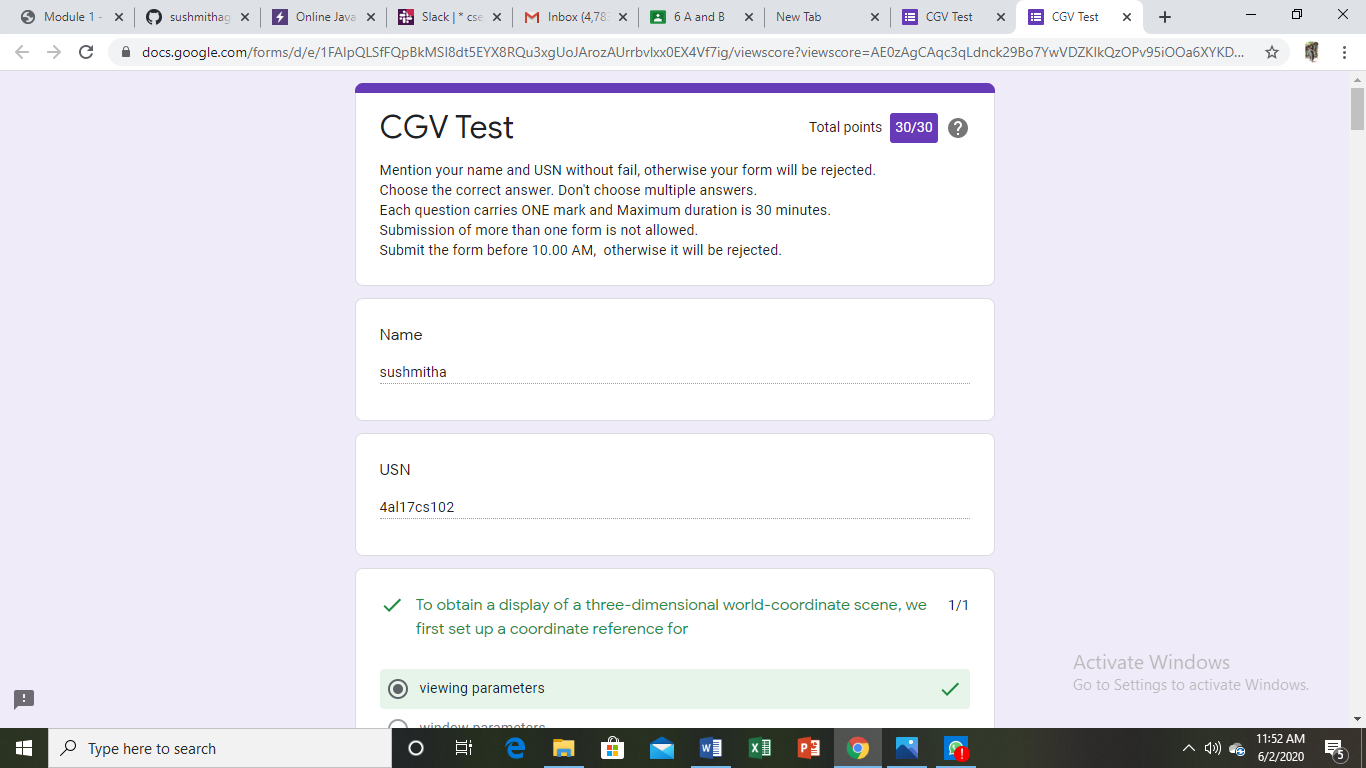 Module 1 -
sushmithag
Online Java
Slack | * cse
Inbox (4,78
6 A and B
New Tab
CGV Test
CGV Test
docs.google.com/forms/d/e/1FAIpQLSfFQpBkMSI8dt5EYX8RQu3xgUoJArozAUrrbvlxx0EX4Vf7ig/viewscore?viewscore=AE0zAgCAqc3qLdnck29Bo7YwVDZKIkQzOPv95iOOa6XYKD...
CGV Test
Total points 30/30
Mention your name and USN without fail, otherwise your form will be rejected.
Choose the correct answer. Don't choose multiple answers.
Each question carries ONE mark and Maximum duration is 30 minutes.
Submission of more than one form is not allowed.
Submit the form before 10.00 AM,  otherwise it will be rejected.
Name
sushmitha
USN
4al17cs102
To obtain a display of a three-dimensional world-coordinate scene, we 1/1
first set up a coordinate reference for
viewing parameters
window parameters
Activate Windows
Go to Settings to activate Windows.
Type here to search
11:52 AM
6/2/2020
5